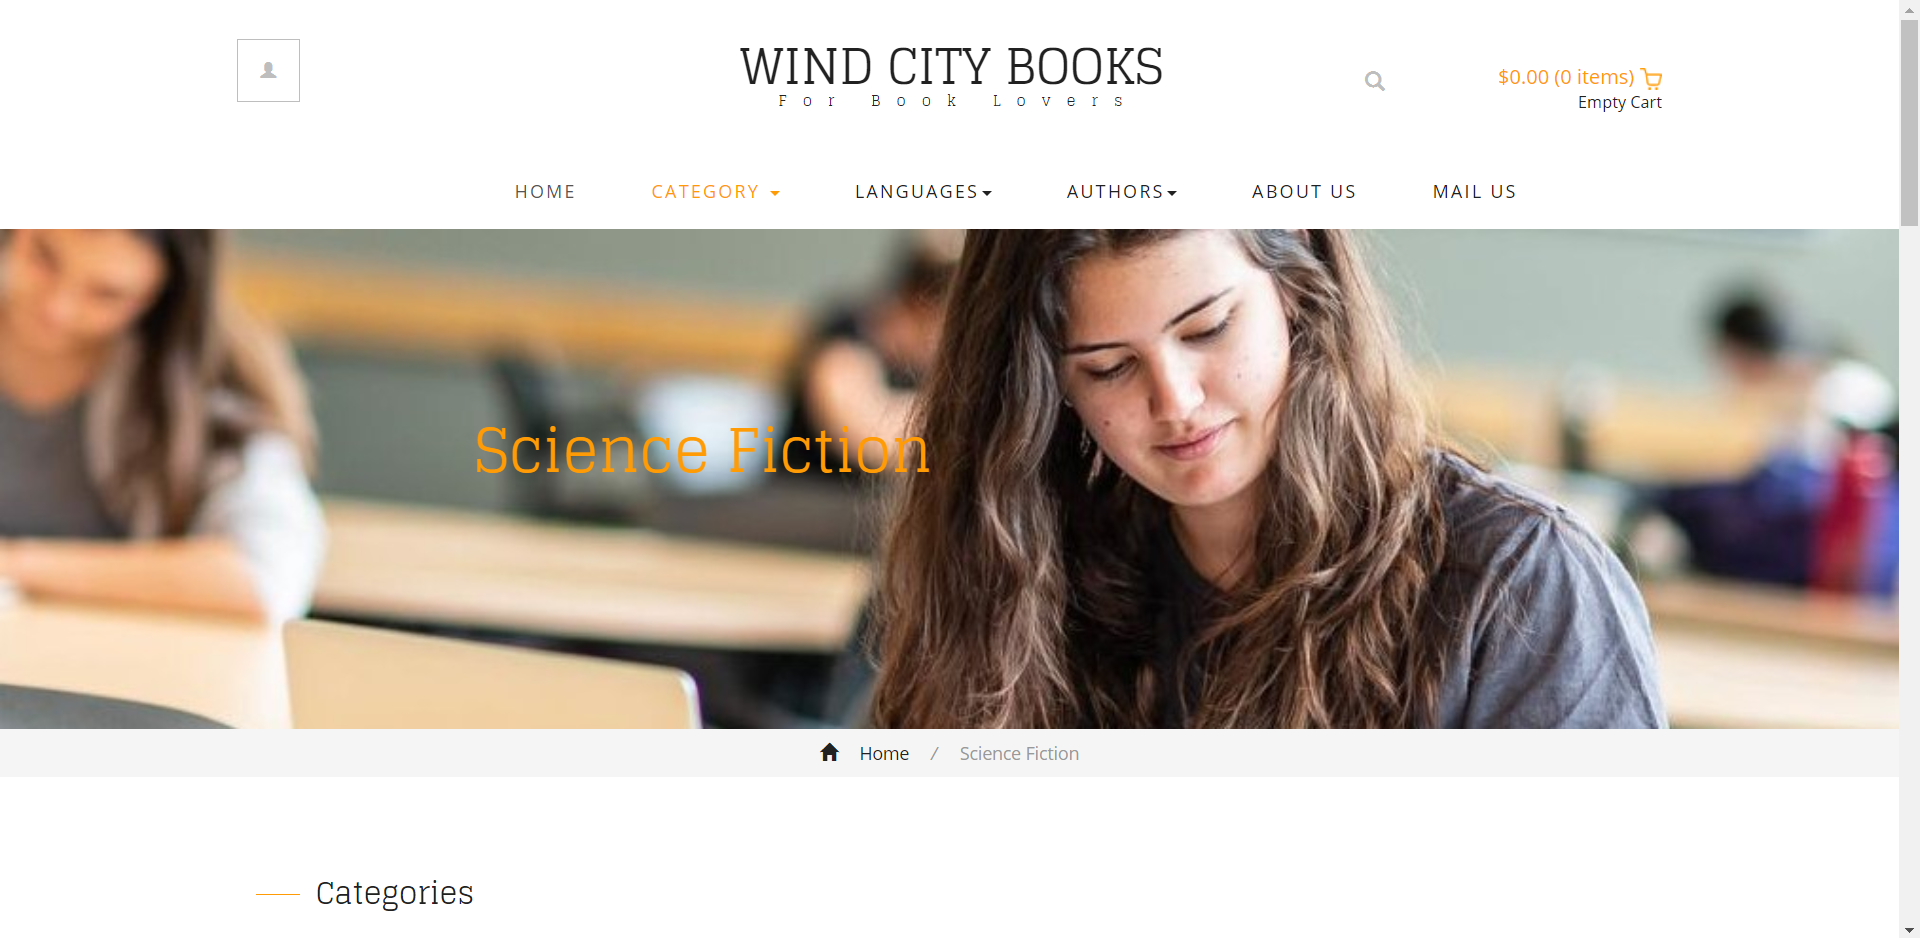 WIND CITY BOOKS
For Book Lovers
$0.00 (0 items)
Empty Cart
HOME CATEGORY LANGUAGES AUTHORS ABOUT US MAIL US
Science Fiction
Home / Science Fiction
Categories